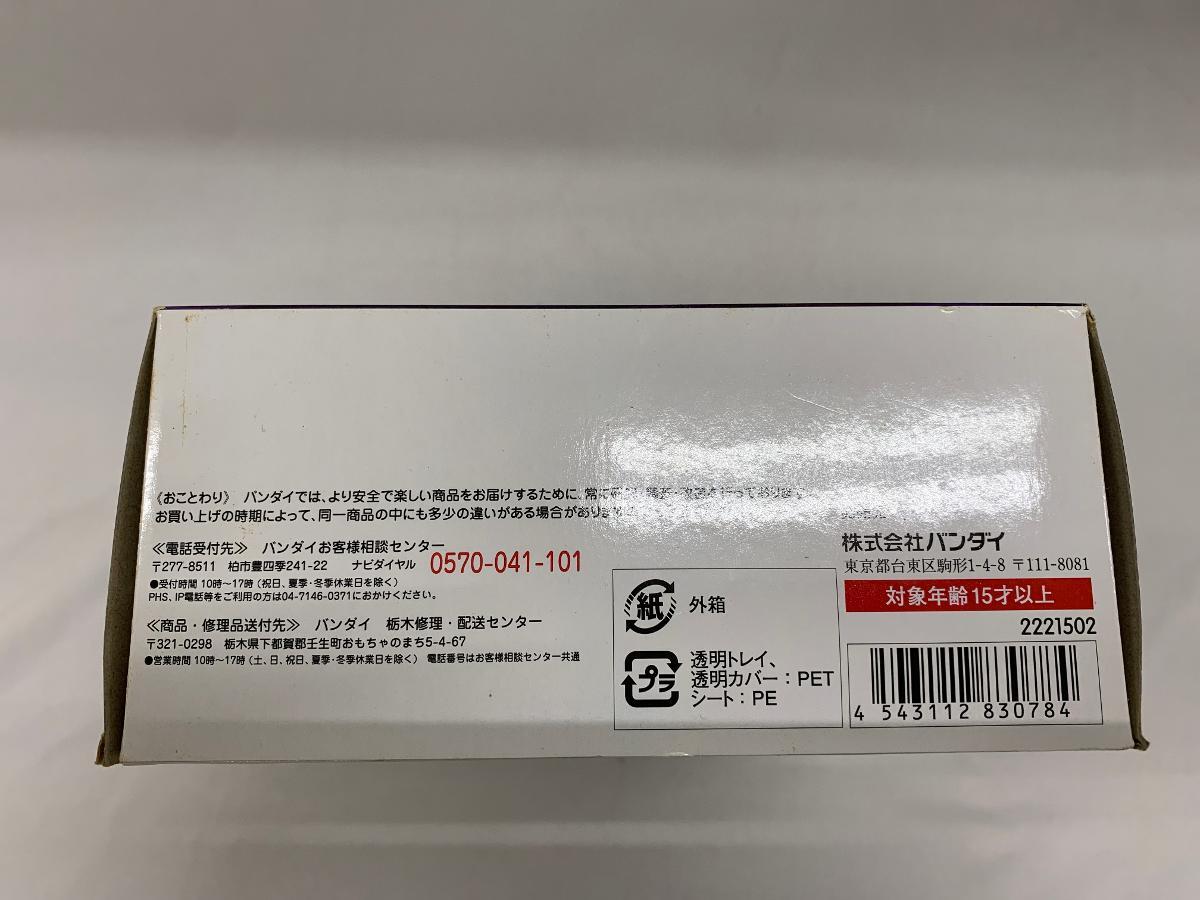 《おことわり》 バンダイでは、より安全で楽しい商品をお届けするために、常に
お買い上げの時期によって、同一商品の中にも多少の違いがある場合があります
≪電話受付先≫ バンダイお客様相談センター
〒277-8511 柏市豊四季241-22 ナビダイヤル 0570-041-101
●受付時間 10時〜17時(祝日、夏季・冬季休業日を除く)
PHS、IP電話等をご利用の方は04-7146-0371におかけください。
≪商品・修理品送付先≫ バンダイ 栃木修理・配送センター
〒321-0298 栃木県下都賀郡壬生町おもちゃのまち5-4-67
●営業時間 10時〜17時(土、日、祝日、夏季・冬季休業日を除く) 電話番号はお客様相談センター共通
紙 外箱
プラ 透明トレイ、
透明カバー：PET
シート：PE
株式会社バンダイ
東京都台東区駒形1-4-8 〒111-8081
対象年齢15才以上
2221502
4 543112 830784